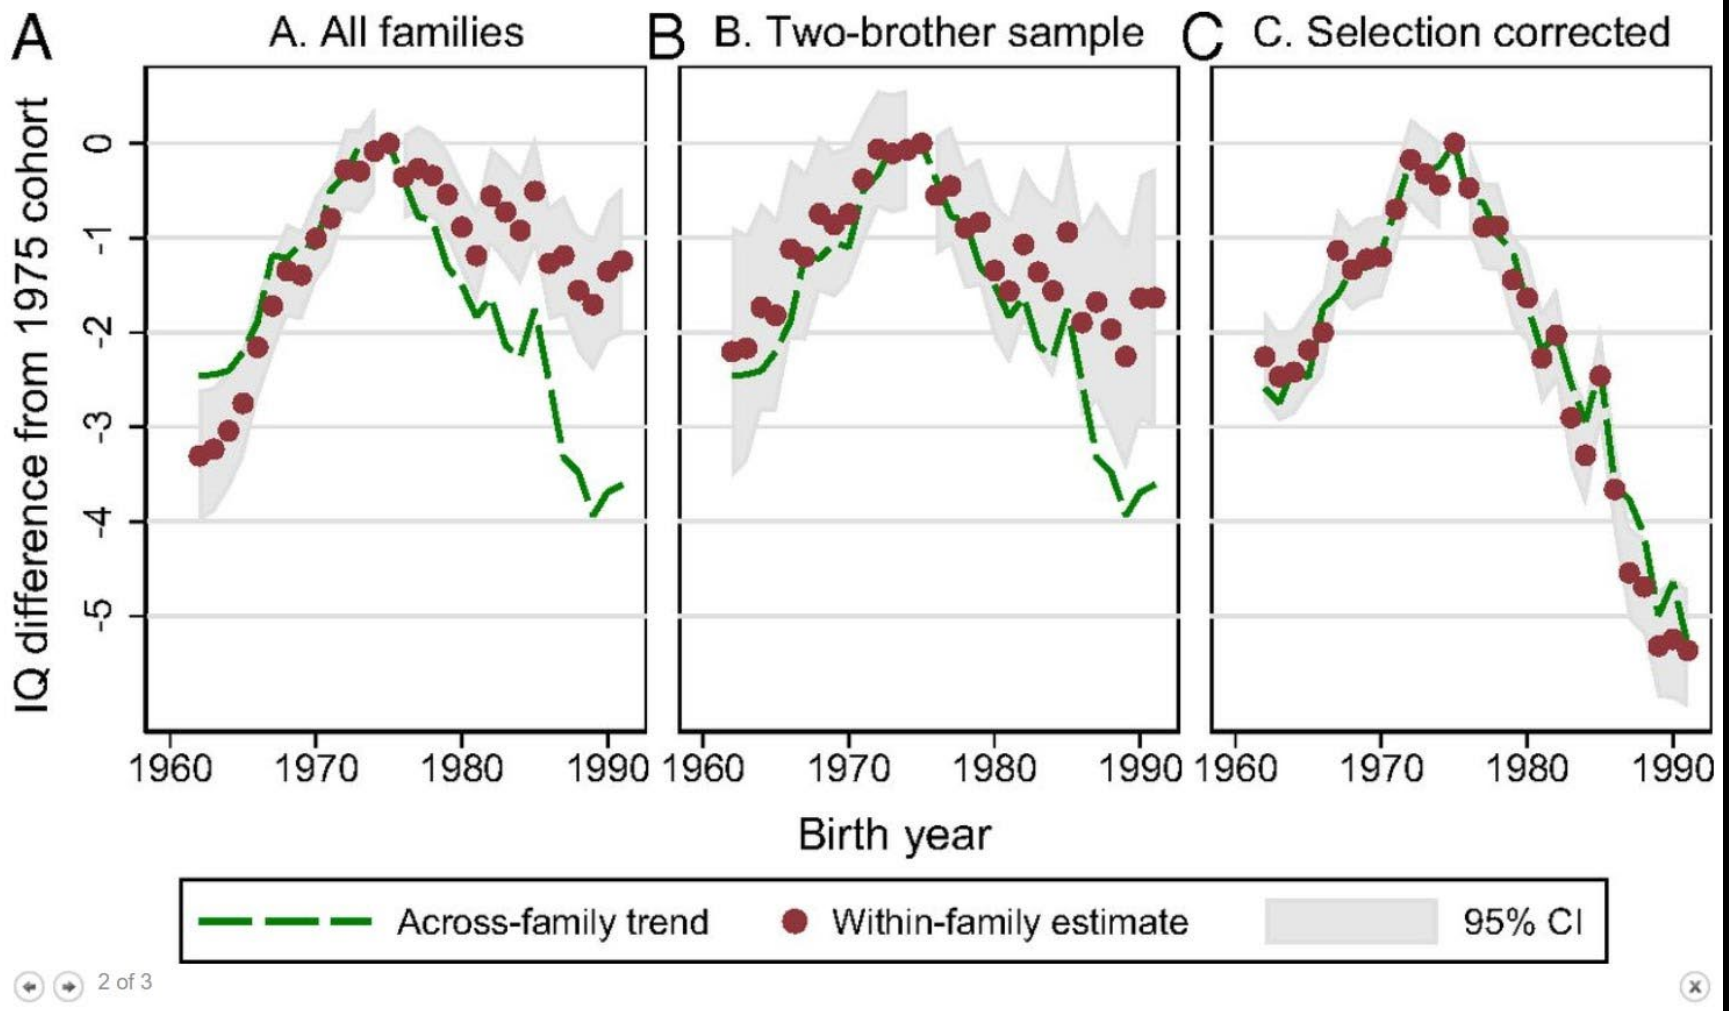 A A. All families B B. Two-brother sample C C. Selection corrected
IQ difference from 1975 cohort
0
-1
-2
-3
-4
-5
1960 1970 1980 1990 1960 1970 1980 1990 1960 1970 1980 1990
Birth year
Across-family trend Within-family estimate 95% CI
2 of 3